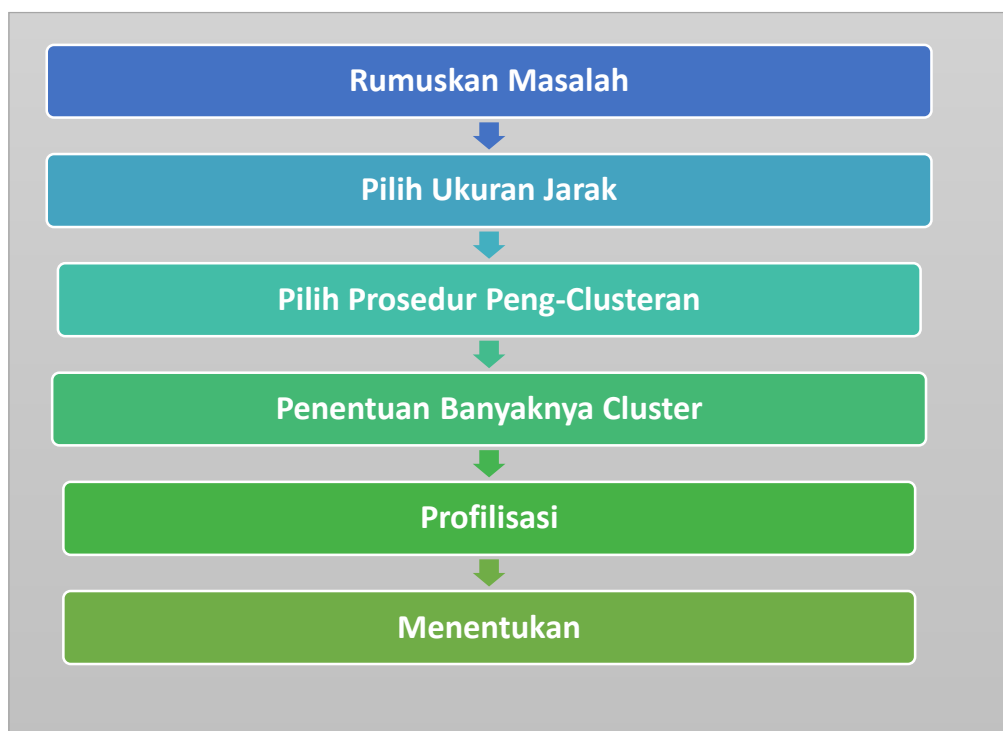 Rumuskan Masalah
Pilih Ukuran Jarak
Pilih Prosedur Peng-Clusteran
Penentuan Banyaknya Cluster
Profilisasi
Menentukan